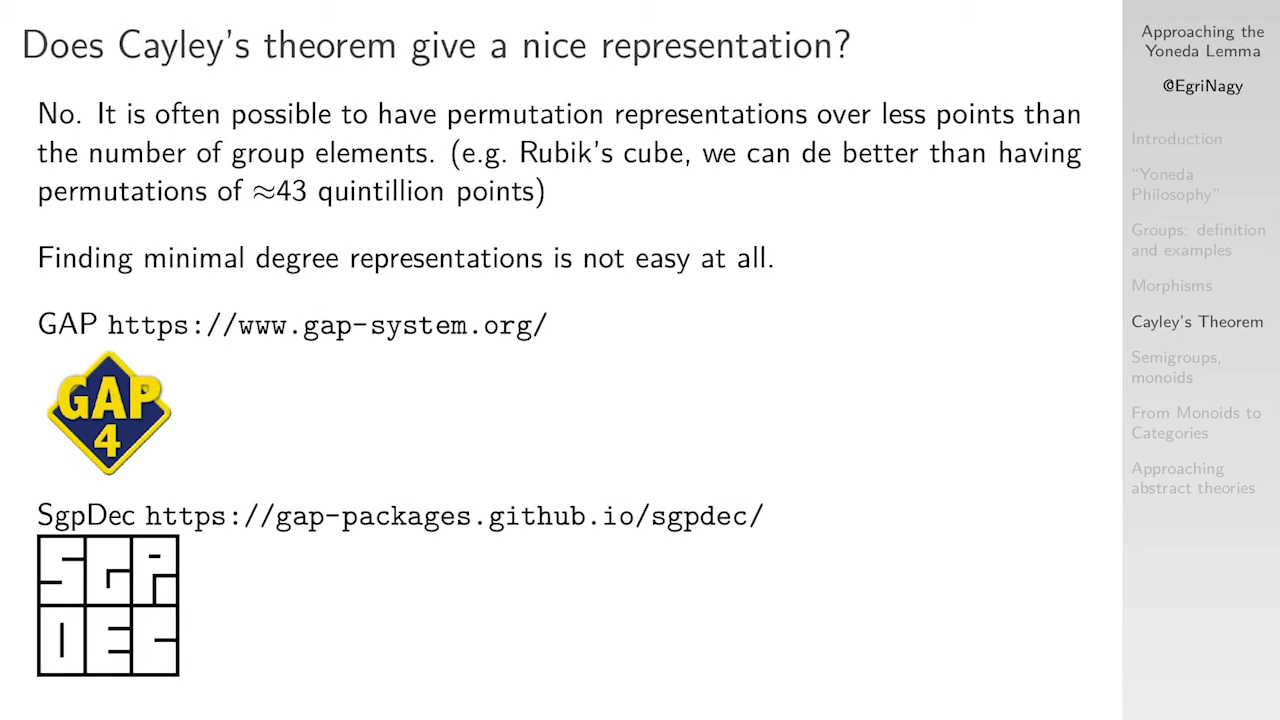 Does Cayley's theorem give a nice representation?
No. It is often possible to have permutation representations over less points than
the number of group elements. (e.g. Rubik's cube, we can de better than having
permutations of ≈43 quintillion points)
Finding minimal degree representations is not easy at all.
GAP https://www.gap-system.org/
GAP
4
SgpDec https://gap-packages.github.io/sgpdec/
SGP
DEC
Approaching the
Yoneda Lemma
@EgriNagy
Introduction
“Yoneda
Philosophy”
Groups: definition
and examples
Morphisms
Cayley's Theorem
Semigroups,
monoids
From Monoids to
Categories
Approaching
abstract theories